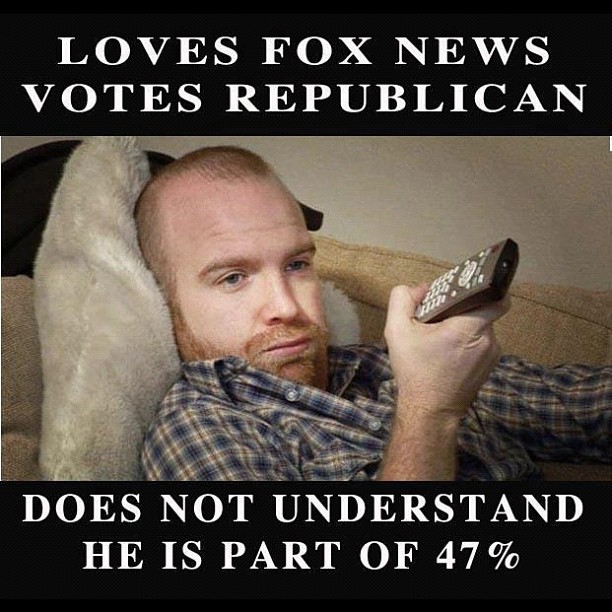 LOVES FOX NEWS
VOTES REPUBLICAN
DOES NOT UNDERSTAND
HE IS PART OF 47%